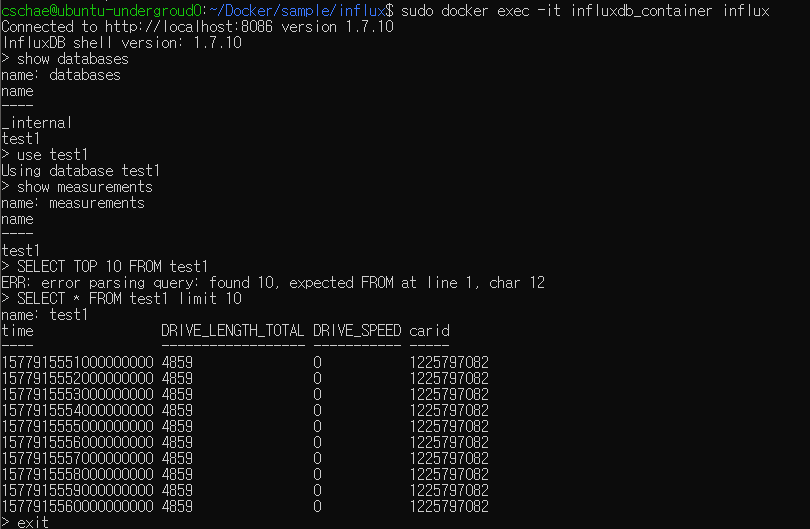 cschae@ubuntu-undergroud0:~/Docker/sample/influx$ sudo docker exec -it influxdb_container influx
Connected to http://localhost:8086 version 1.7.10
InfluxDB shell version: 1.7.10
> show databases
name: databases
name
----
_internal
test1
> use test1
Using database test1
> show measurements
name: measurements
name
----
test1
> SELECT TOP 10 FROM test1
ERR: error parsing query: found 10, expected FROM at line 1, char 12
> SELECT * FROM test1 limit 10
name: test1
time                DRIVE_LENGTH_TOTAL DRIVE_SPEED carid
----                ------------------ ----------- -----
1577915551000000000 4859               0           1225797082
1577915552000000000 4859               0           1225797082
1577915553000000000 4859               0           1225797082
1577915554000000000 4859               0           1225797082
1577915555000000000 4859               0           1225797082
1577915556000000000 4859               0           1225797082
1577915557000000000 4859               0           1225797082
1577915558000000000 4859               0           1225797082
1577915559000000000 4859               0           1225797082
1577915560000000000 4859               0           1225797082
> exit